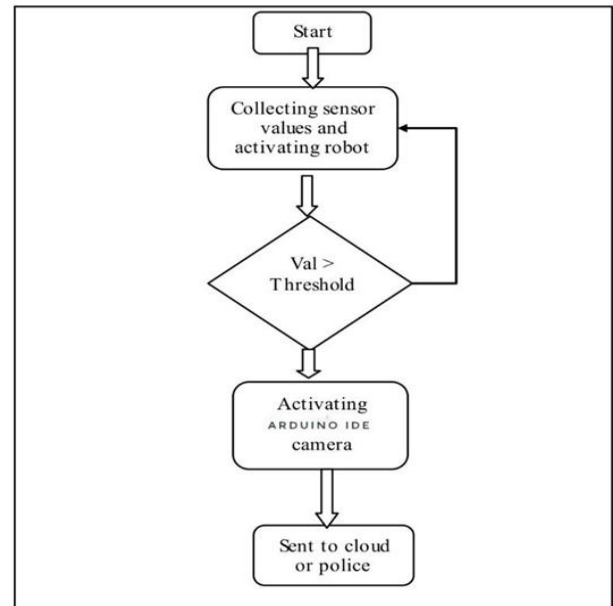 Start
Collecting sensor
values and
activating robot
Val >
Threshold
Activating
ARDUINO IDE
camera
Sent to cloud
or police